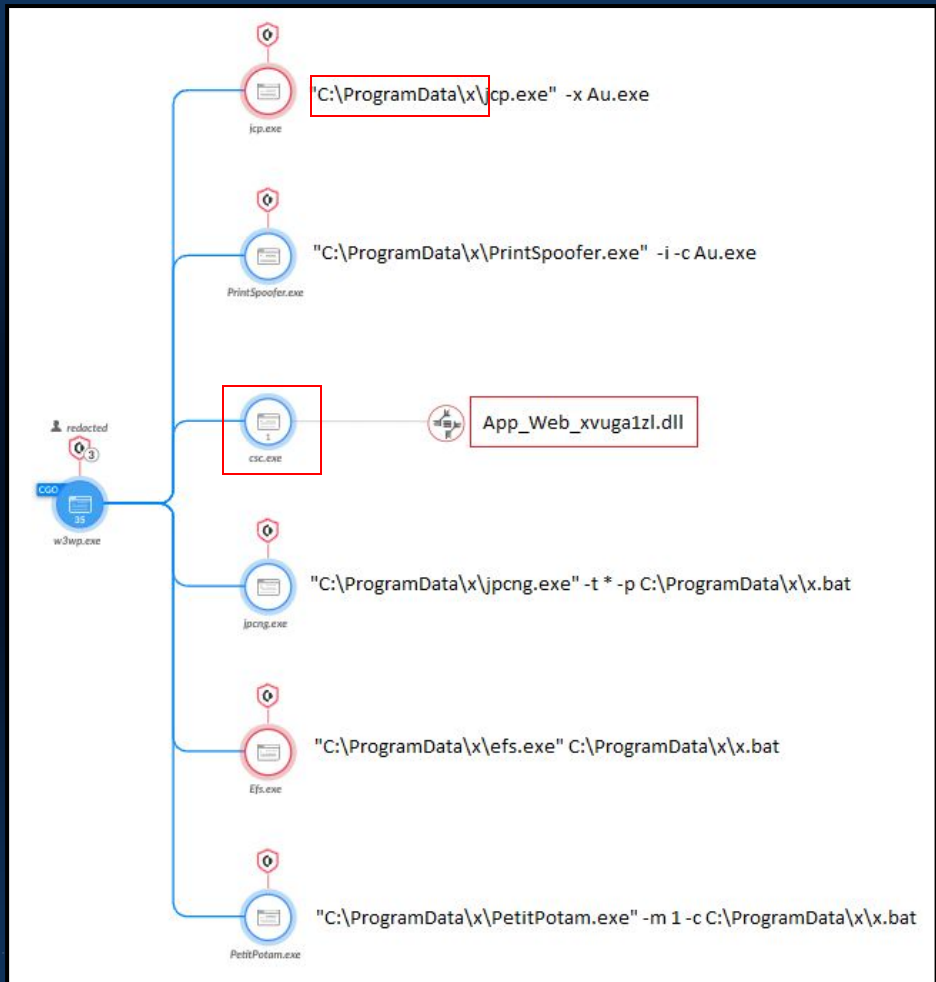 "C:\ProgramData\x\jcp.exe" -x Au.exe
jcp.exe
"C:\ProgramData\x\PrintSpoofer.exe" -i -c Au.exe
PrintSpoofer.exe
redacted
3
CGO
35
w3wp.exe
1
csc.exe
App_Web_xvuga1zl.dll
"C:\ProgramData\x\jpcng.exe" -t * -p C:\ProgramData\x\x.bat
jpcng.exe
"C:\ProgramData\x\efs.exe" C:\ProgramData\x\x.bat
Efs.exe
"C:\ProgramData\x\PetitPotam.exe" -m 1 -c C:\ProgramData\x\x.bat
PetitPotam.exe